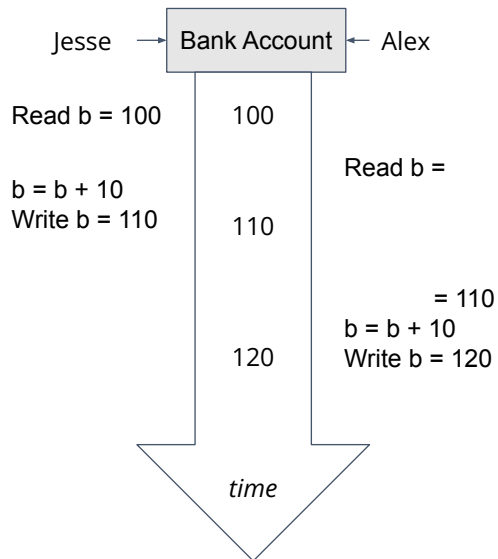 Jesse
Bank Account
Alex
Read b = 100
100
Read b =
b = b + 10
Write b = 110
110
= 110
b = b + 10
Write b = 120
120
time